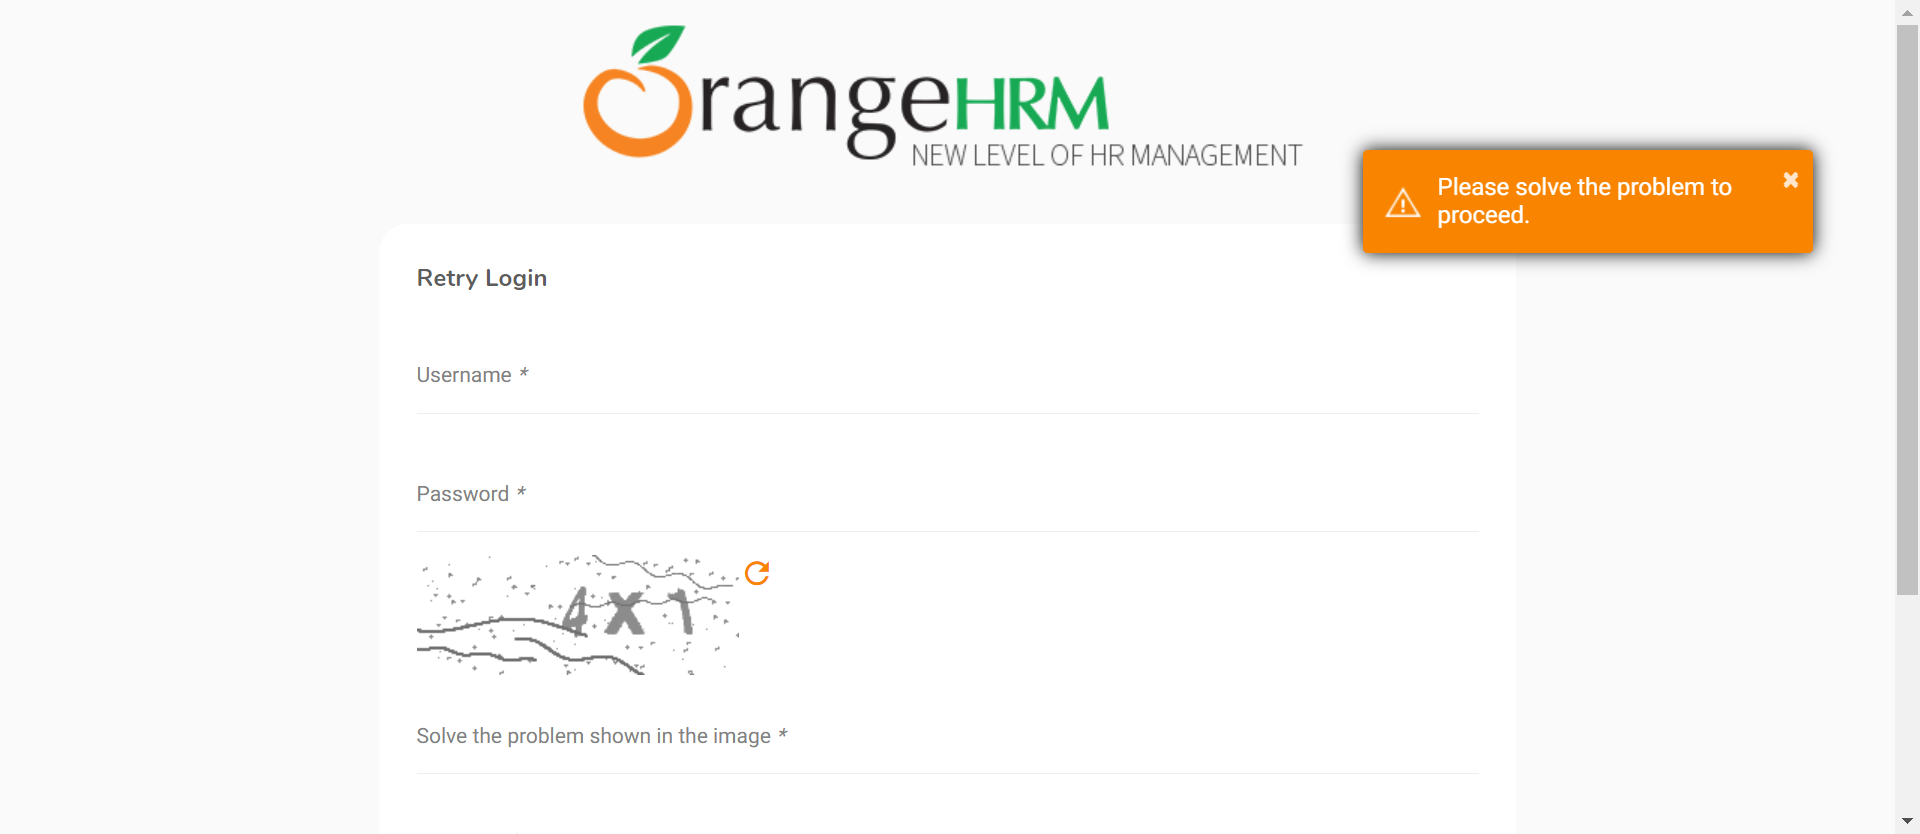 OrangeHRM
NEW LEVEL OF HR MANAGEMENT
Please solve the problem to
proceed.
Retry Login
Username *
Password *
4 X 1
Solve the problem shown in the image *